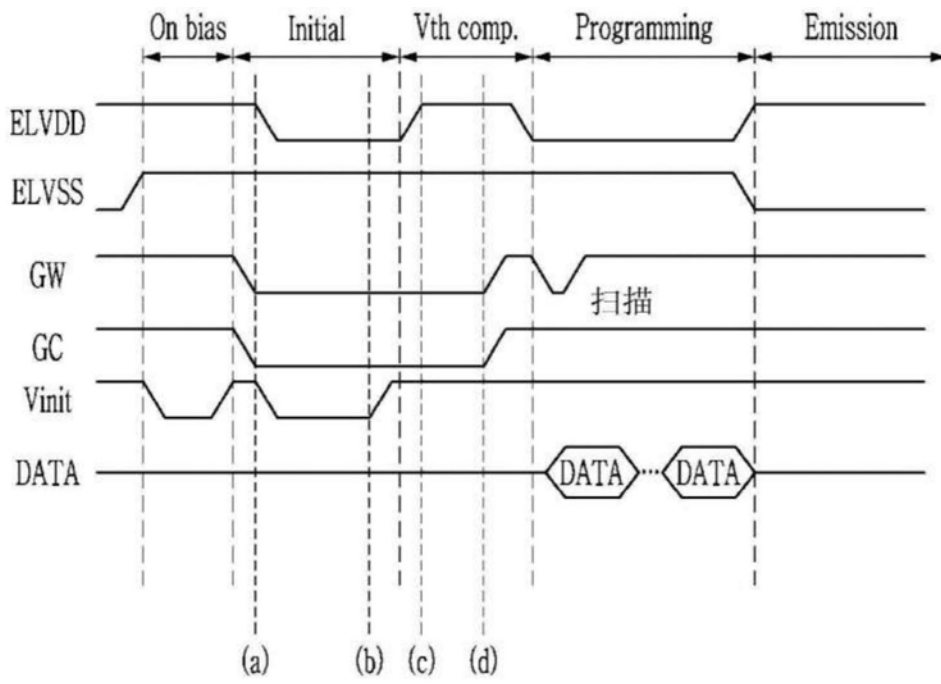 On bias Initial Vth comp. Programming Emission
ELVDD
ELVSS
GW
扫描
GC
Vinit
DATA DATA DATA
(a) (b) (c) (d)